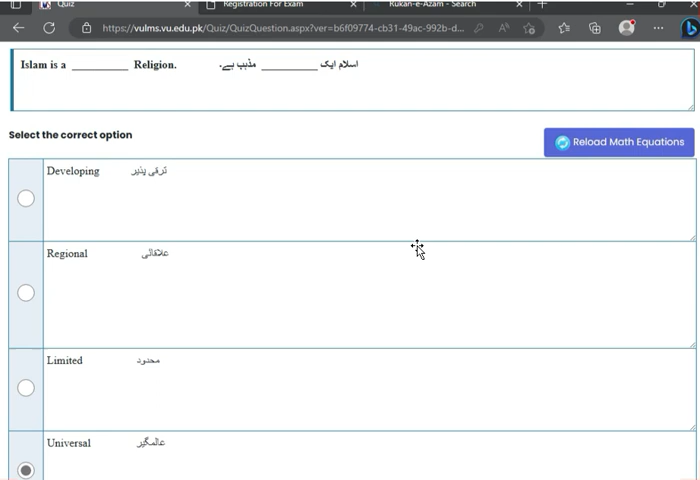 Quiz
Registration For Exam
Rukan-e-Azam - Search
https://vulms.vu.edu.pk/Quiz/QuizQuestion.aspx?ver=b6f09774-cb31-49ac-992b-d...
Islam is a ________ Religion. اسلام ایک ________ مذہب ہے۔
Select the correct option
Reload Math Equations
Developing ترقی پذیر
Regional علاقائی
Limited محدود
Universal عالمگیر